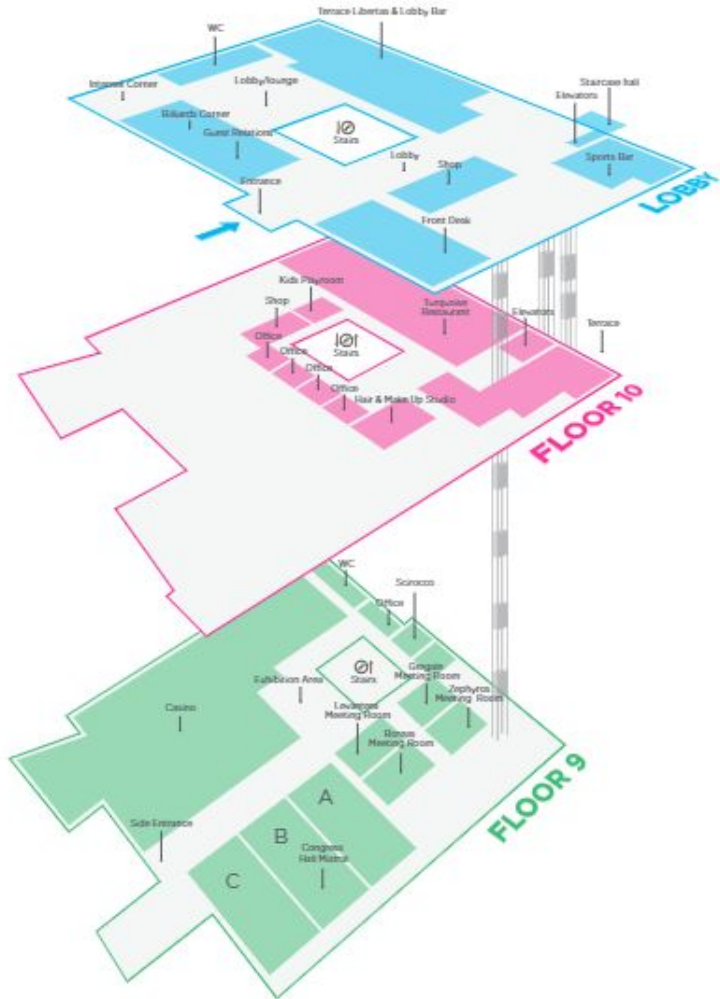 Terrace Libertas & Lobby Bar
WC
Internet Corner
Lobby/lounge
Staircase hall
Elevators
Billiards Corner
Guest Relations
Stairs
Lobby
Shop
Sports Bar
Entrance
Front Desk
LOBBY
Kids Playroom
Shop
Turquoise
Restaurant
Elevators
Terrace
Office
Office
Office
Office
Stairs
Hair & Make Up Studio
FLOOR 10
WC
Office
Sciroccos
Stairs
Exhibition Area
Gregale
Meeting Room
Zephyros
Meeting Room
Casino
Levantera
Meeting Room
Meeting Room
A
B
C
Side Entrance
Congress
Hall Mistral
FLOOR 9